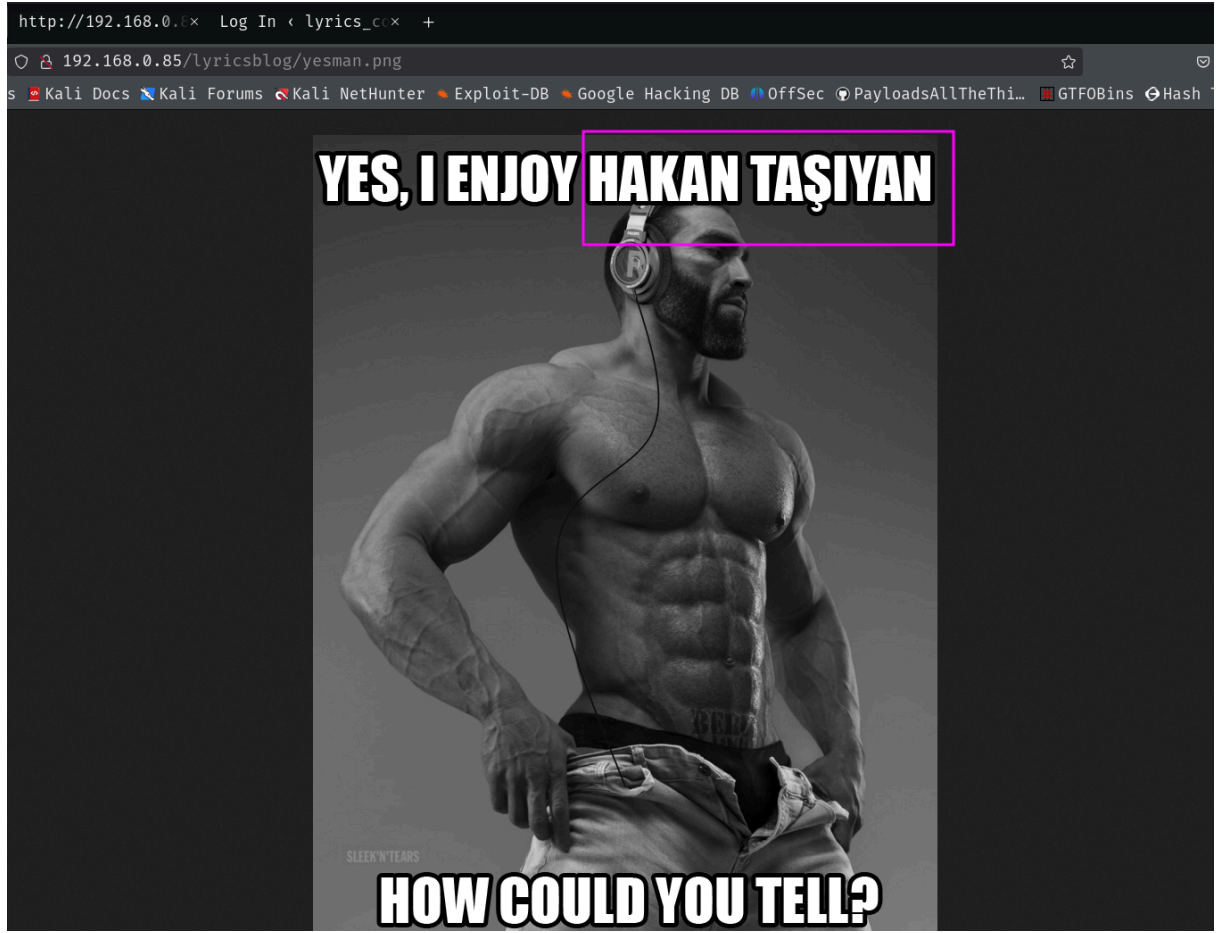 http://192.168.0.8× Log In ‹ lyrics_co× +
192.168.0.85/lyricsblog/yesman.png
s Kali Docs Kali Forums Kali NetHunter Exploit-DB Google Hacking DB OffSec PayloadsAllTheThi… GTFOBins Hash
YES, I ENJOY HAKAN TAŞIYAN
SLEEK'N'TEARS
HOW COULD YOU TELL?